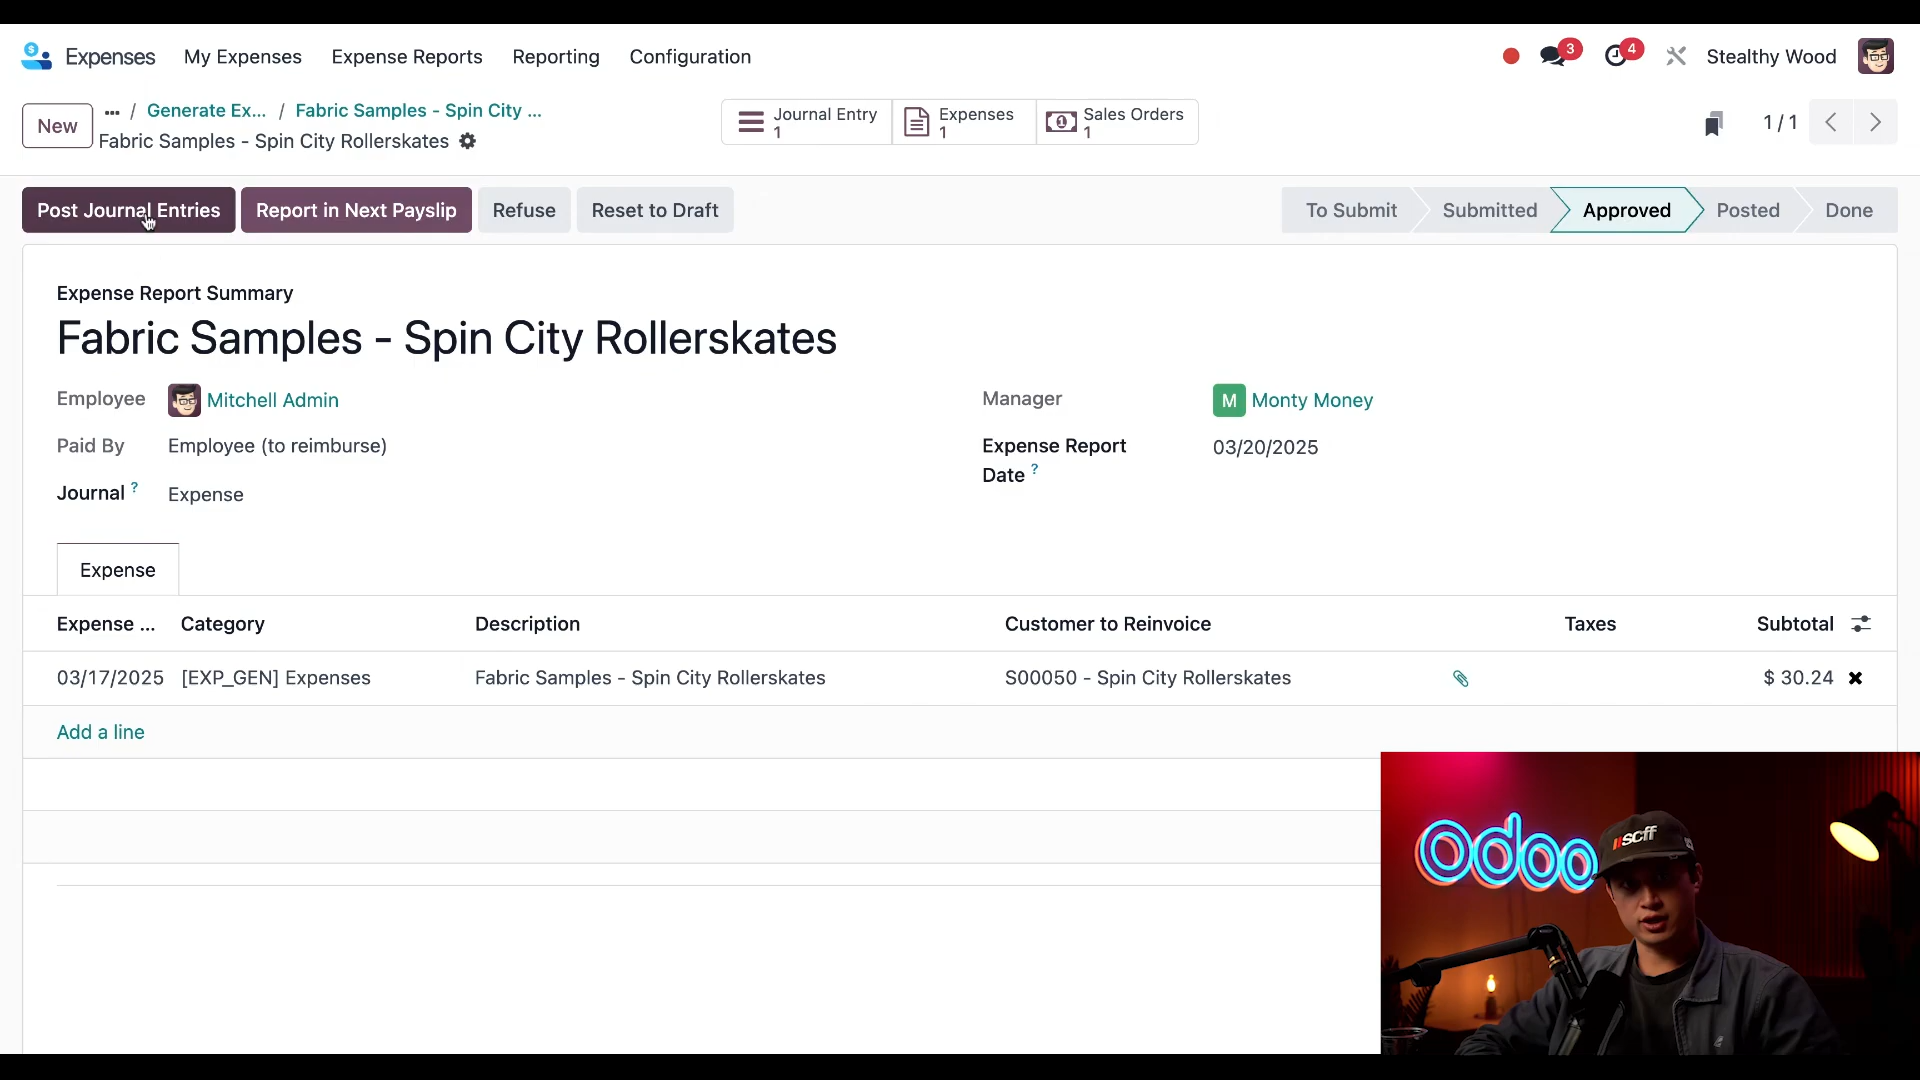 Expenses My Expenses Expense Reports Reporting Configuration 3 4 Stealthy Wood
New ... / Generate Ex... / Fabric Samples - Spin City ...
Fabric Samples - Spin City Rollerskates
Journal Entry 1
Expenses 1
Sales Orders 1
1 / 1
Post Journal Entries Report in Next Payslip Refuse Reset to Draft To Submit Submitted Approved Posted Done
Expense Report Summary
Fabric Samples - Spin City Rollerskates
Employee Mitchell Admin
Manager M Monty Money
Paid By Employee (to reimburse)
Expense Report Date ? 03/20/2025
Journal ? Expense
Expense
Expense ... Category Description Customer to Reinvoice Taxes Subtotal
03/17/2025 [EXP_GEN] Expenses Fabric Samples - Spin City Rollerskates S00050 - Spin City Rollerskates $ 30.24
Add a line
odoo
scff